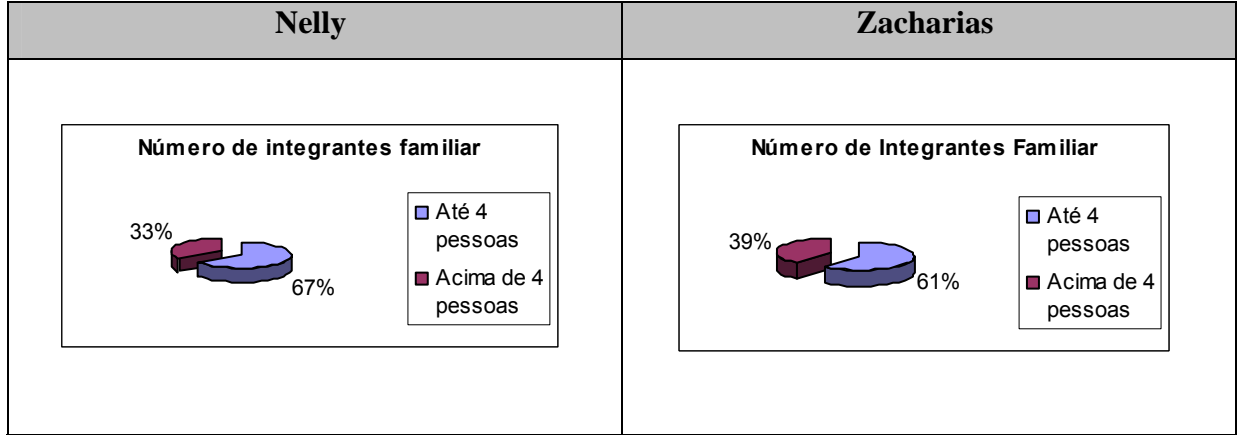 Nelly
Zacharias
Número de integrantes familiar
33%
67%
Até 4
pessoas
Acima de 4
pessoas
Número de Integrantes Familiar
39%
61%
Até 4
pessoas
Acima de 4
pessoas